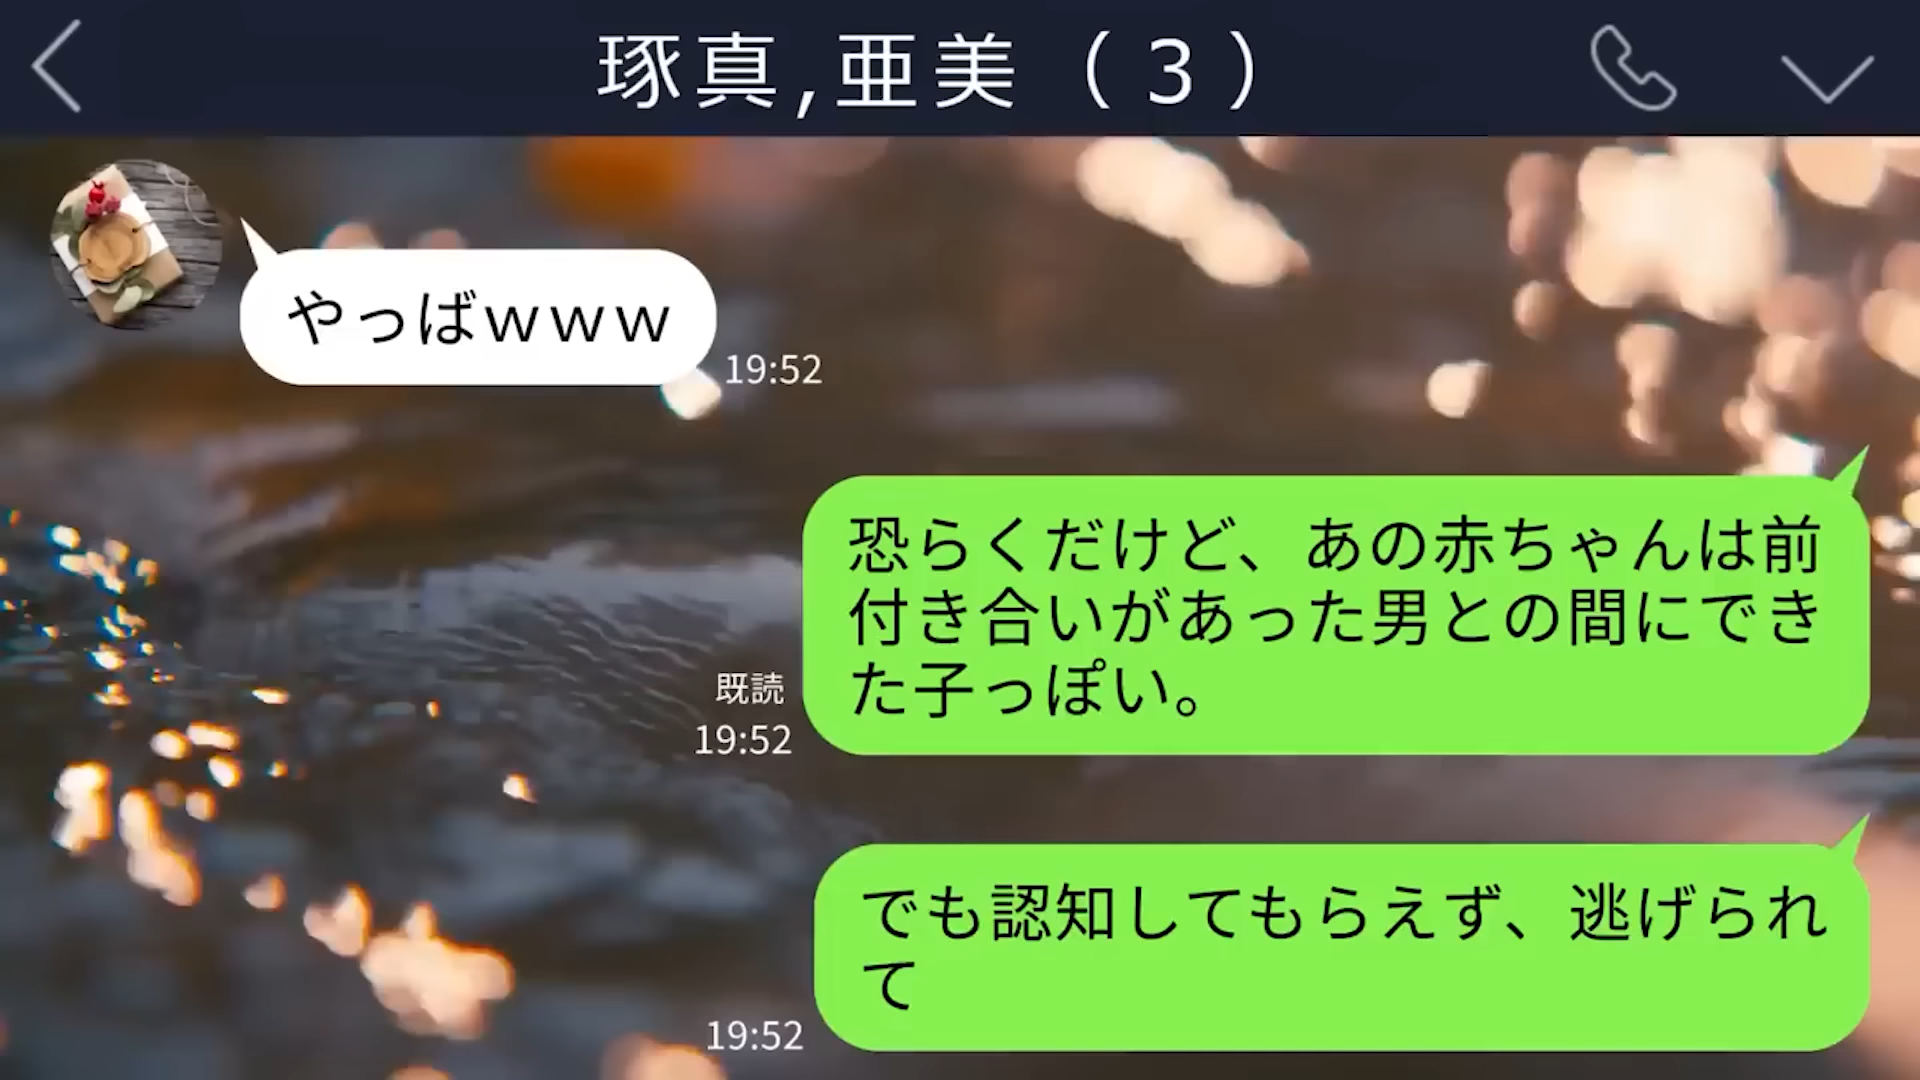 琢真,亜美（3）
やっばｗｗｗ
19:52
恐らくだけど、あの赤ちゃんは前
付き合いがあった男との間にでき
た子っぽい。
既読
19:52
でも認知してもらえず、逃げられ
て
19:52